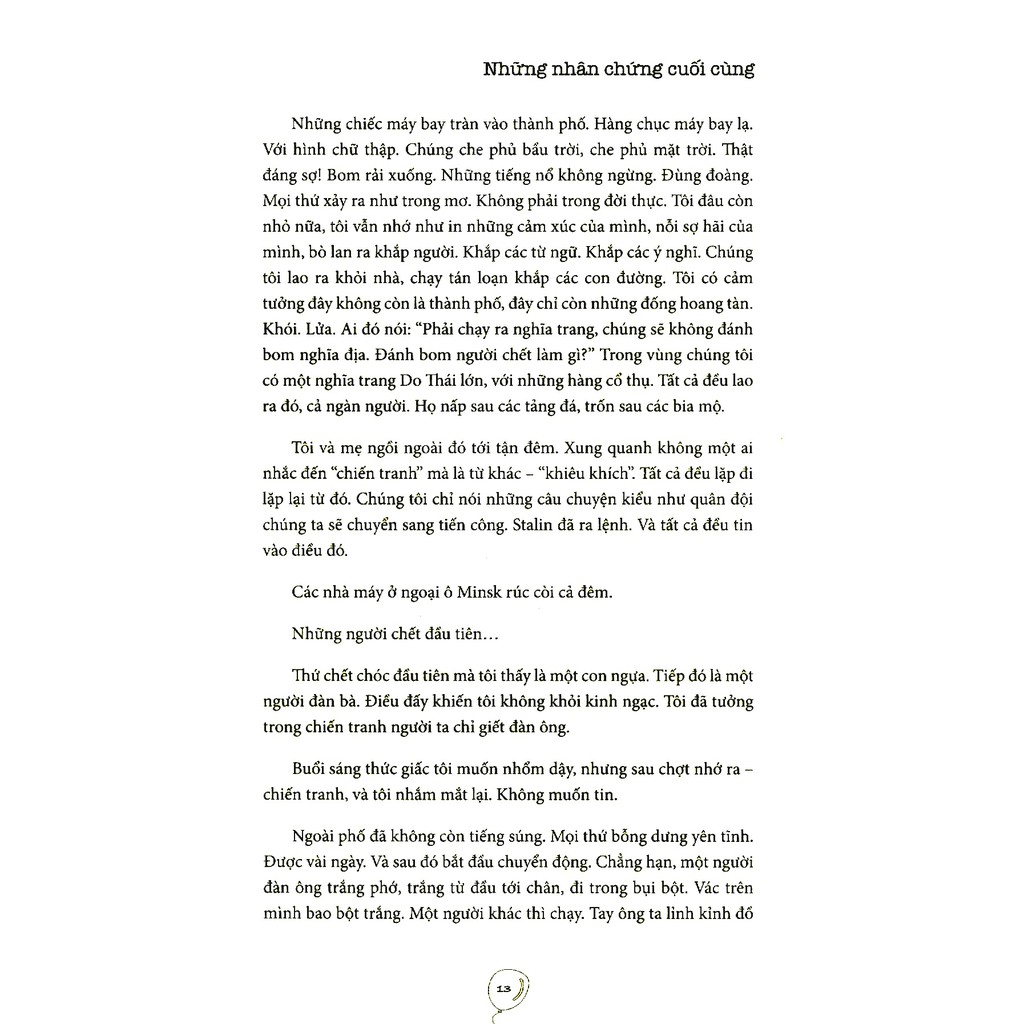 Những nhân chứng cuối cùng
Những chiếc máy bay tràn vào thành phố. Hàng chục máy bay lạ.
Với hình chữ thập. Chúng che phủ bầu trời, che phủ mặt trời. Thật
đáng sợ! Bom rải xuống. Những tiếng nổ không ngừng. Đùng đoàng.
Mọi thứ xảy ra như trong mơ. Không phải trong đời thực. Tôi đâu còn
nhỏ nữa, tôi vẫn nhớ như in những cảm xúc của mình, nỗi sợ hãi của
mình, bò lan ra khắp người. Khắp các từ ngữ. Khắp các ý nghĩ. Chúng
tôi lao ra khỏi nhà, chạy tán loạn khắp các con đường. Tôi có cảm
tưởng đây không còn là thành phố, đây chỉ còn những đống hoang tàn.
Khói. Lửa. Ai đó nói: “Phải chạy ra nghĩa trang, chúng sẽ không đánh
bom nghĩa địa. Đánh bom người chết làm gì?” Trong vùng chúng tôi
có một nghĩa trang Do Thái lớn, với những hàng cổ thụ. Tất cả đều lao
ra đó, cả ngàn người. Họ nấp sau các tảng đá, trốn sau các bia mộ.
Tôi và mẹ ngồi ngoài đó tới tận đêm. Xung quanh không một ai
nhắc đến “chiến tranh” mà là từ khác – “khiêu khích”. Tất cả đều lặp đi
lặp lại từ đó. Chúng tôi chỉ nói những câu chuyện kiểu như quân đội
chúng ta sẽ chuyển sang tiến công. Stalin đã ra lệnh. Và tất cả đều tin
vào điều đó.
Các nhà máy ở ngoại ô Minsk rúc còi cả đêm.
Những người chết đầu tiên…
Thứ chết chóc đầu tiên mà tôi thấy là một con ngựa. Tiếp đó là một
người đàn bà. Điều đấy khiến tôi không khỏi kinh ngạc. Tôi đã tưởng
trong chiến tranh người ta chỉ giết đàn ông.
Buổi sáng thức giấc tôi muốn nhổm dậy, nhưng sau chợt nhớ ra –
chiến tranh, và tôi nhắm mắt lại. Không muốn tin.
Ngoài phố đã không còn tiếng súng. Mọi thứ bỗng dưng yên tĩnh.
Được vài ngày. Và sau đó bắt đầu chuyển động. Chẳng hạn, một người
đàn ông trắng phớ, trắng từ đầu tới chân, đi trong bụi bột. Vác trên
mình bao bột trắng. Một người khác thì chạy. Tay ông ta lỉnh kỉnh đồ
13